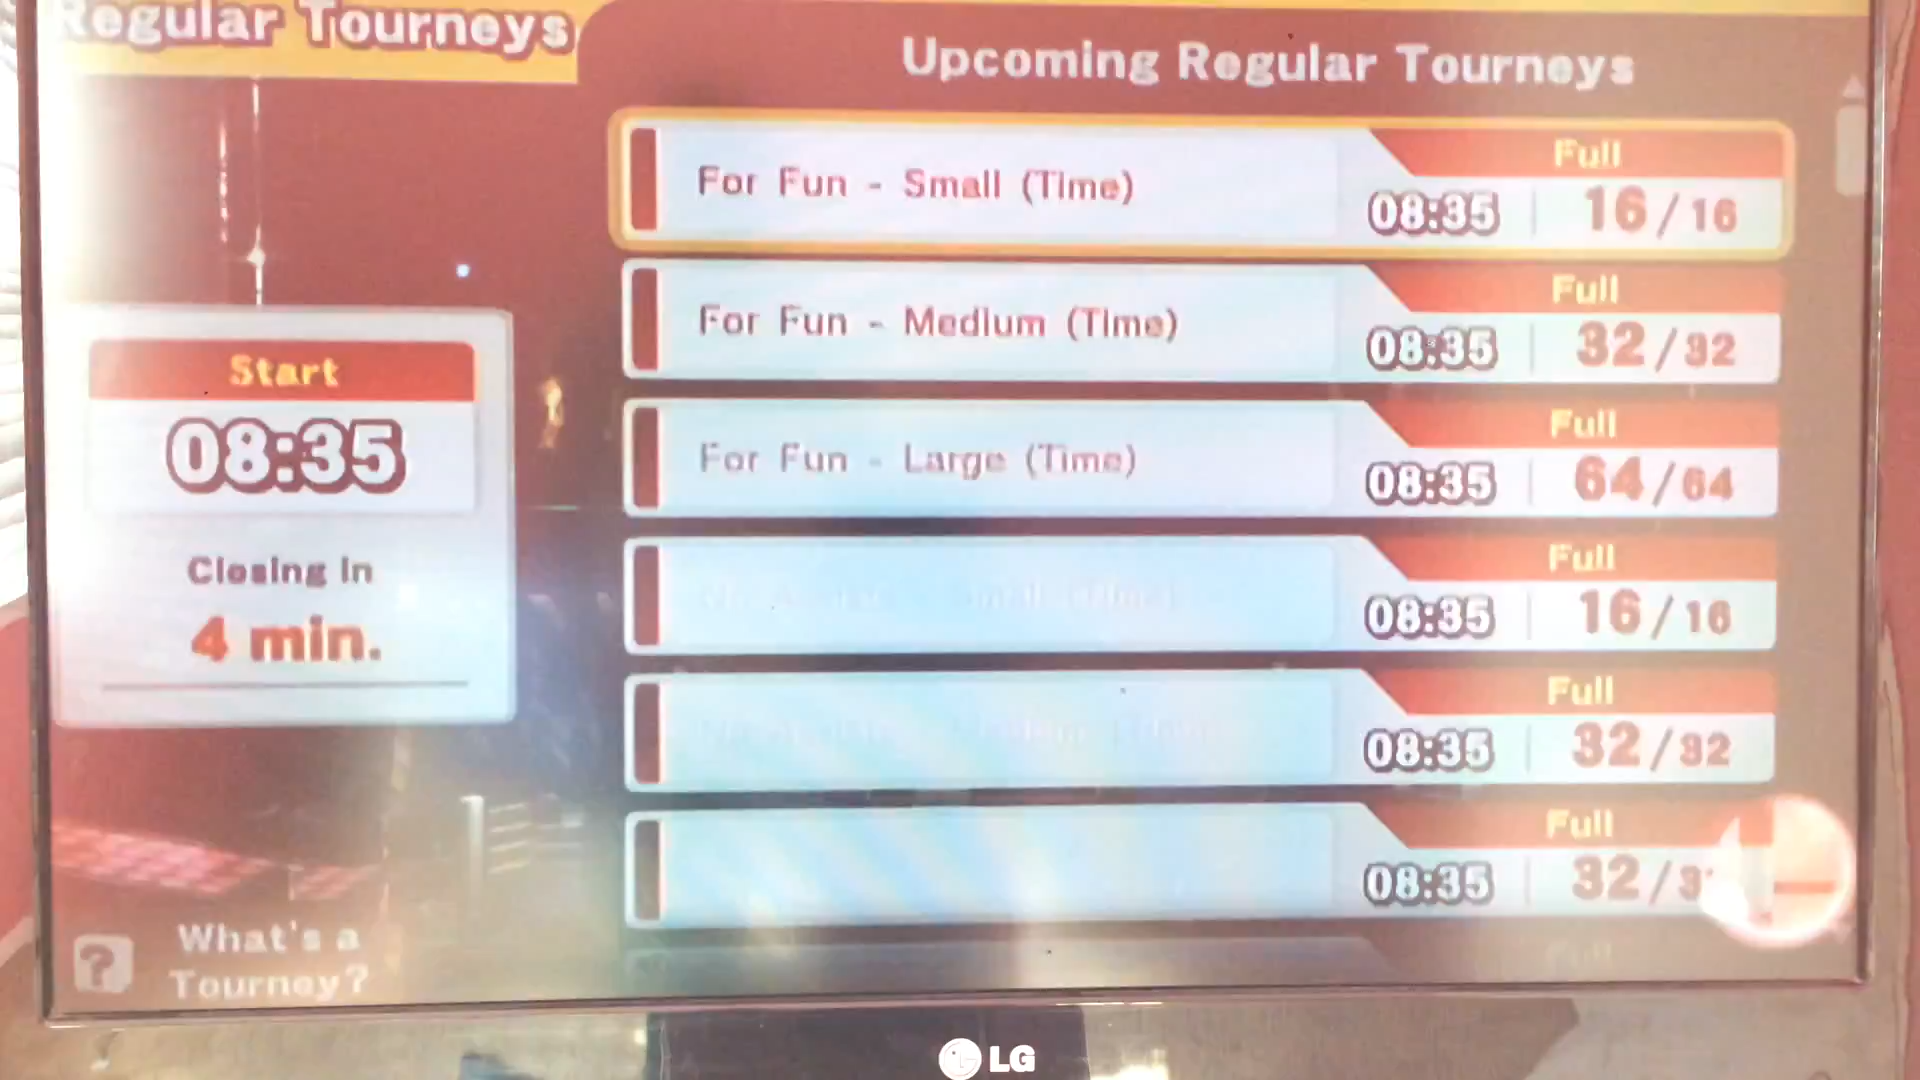 Regular Tourneys
Upcoming Regular Tourneys
For Fun - Small (Time)
Full
08:35
16/16
For Fun - Medium (Time)
Full
08:35
32/32
For Fun - Large (Time)
Full
08:35
64/64
Full
08:35
16/16
Full
08:35
32/32
Full
08:35
32/3
Start
08:35
Closing in
4 min.
? What's a
Tourney?
LG